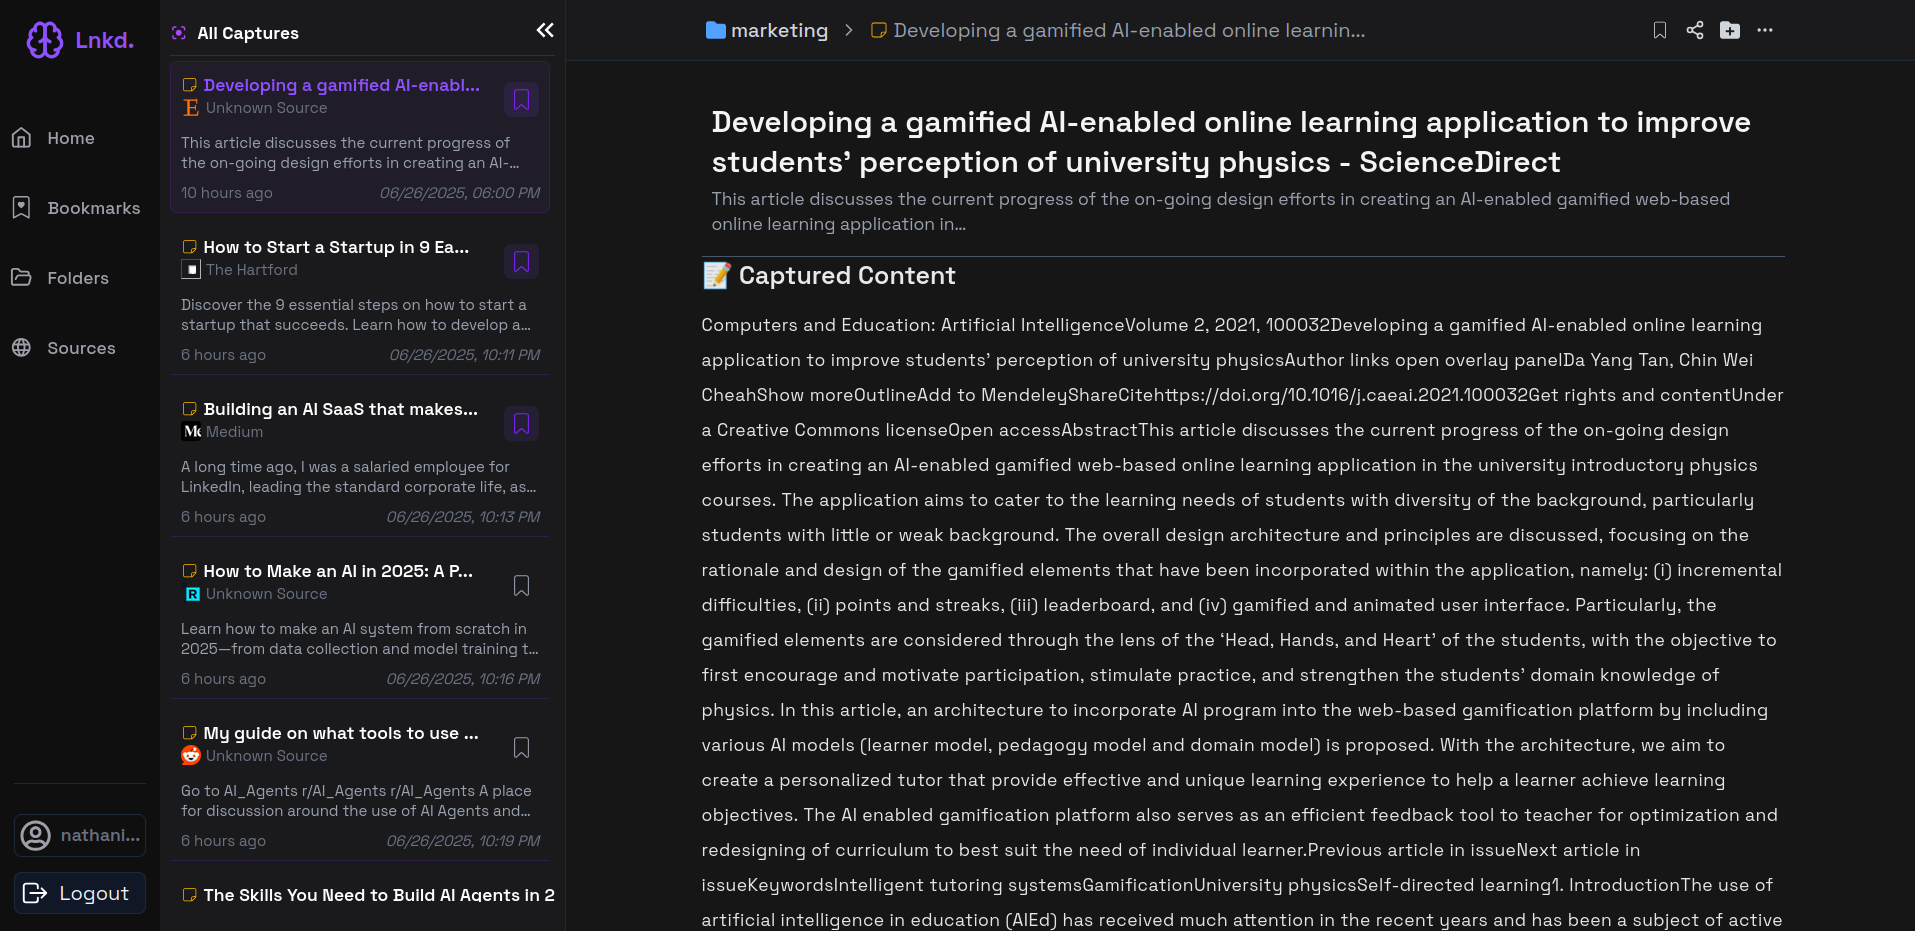 Lnkd.
Home
Bookmarks
Folders
Sources
nathani...
Logout
All Captures
Developing a gamified AI-enabl...
Unknown Source
This article discusses the current progress of
the on-going design efforts in creating an AI-...
10 hours ago 06/26/2025, 06:00 PM
How to Start a Startup in 9 Ea...
The Hartford
Discover the 9 essential steps on how to start a
startup that succeeds. Learn how to develop a...
6 hours ago 06/26/2025, 10:11 PM
Building an AI SaaS that makes...
Medium
A long time ago, I was a salaried employee for
LinkedIn, leading the standard corporate life, as...
6 hours ago 06/26/2025, 10:13 PM
How to Make an AI in 2025: A P...
Unknown Source
Learn how to make an AI system from scratch in
2025—from data collection and model training t...
6 hours ago 06/26/2025, 10:16 PM
My guide on what tools to use ...
Unknown Source
Go to AI_Agents r/AI_Agents r/AI_Agents A place
for discussion around the use of AI Agents and...
6 hours ago 06/26/2025, 10:19 PM
The Skills You Need to Build AI Agents in 2
marketing > Developing a gamified AI-enabled online learnin...
Developing a gamified AI-enabled online learning application to improve
students’ perception of university physics - ScienceDirect
This article discusses the current progress of the on-going design efforts in creating an AI-enabled gamified web-based
online learning application in...
Captured Content
Computers and Education: Artificial IntelligenceVolume 2, 2021, 100032Developing a gamified AI-enabled online learning
application to improve students’ perception of university physicsAuthor links open overlay panelDa Yang Tan, Chin Wei
CheahShow moreOutlineAdd to MendeleyShareCitehttps://doi.org/10.1016/j.caeai.2021.100032Get rights and contentUnder
a Creative Commons licenseOpen accessAbstractThis article discusses the current progress of the on-going design
efforts in creating an AI-enabled gamified web-based online learning application in the university introductory physics
courses. The application aims to cater to the learning needs of students with diversity of the background, particularly
students with little or weak background. The overall design architecture and principles are discussed, focusing on the
rationale and design of the gamified elements that have been incorporated within the application, namely: (i) incremental
difficulties, (ii) points and streaks, (iii) leaderboard, and (iv) gamified and animated user interface. Particularly, the
gamified elements are considered through the lens of the ‘Head, Hands, and Heart’ of the students, with the objective to
first encourage and motivate participation, stimulate practice, and strengthen the students’ domain knowledge of
physics. In this article, an architecture to incorporate AI program into the web-based gamification platform by including
various AI models (learner model, pedagogy model and domain model) is proposed. With the architecture, we aim to
create a personalized tutor that provide effective and unique learning experience to help a learner achieve learning
objectives. The AI enabled gamification platform also serves as an efficient feedback tool to teacher for optimization and
redesigning of curriculum to best suit the need of individual learner.Previous article in issueNext article in
issueKeywordsIntelligent tutoring systemsGamificationUniversity physicsSelf-directed learning1. IntroductionThe use of
artificial intelligence in education (AIEd) has received much attention in the recent years and has been a subject of active